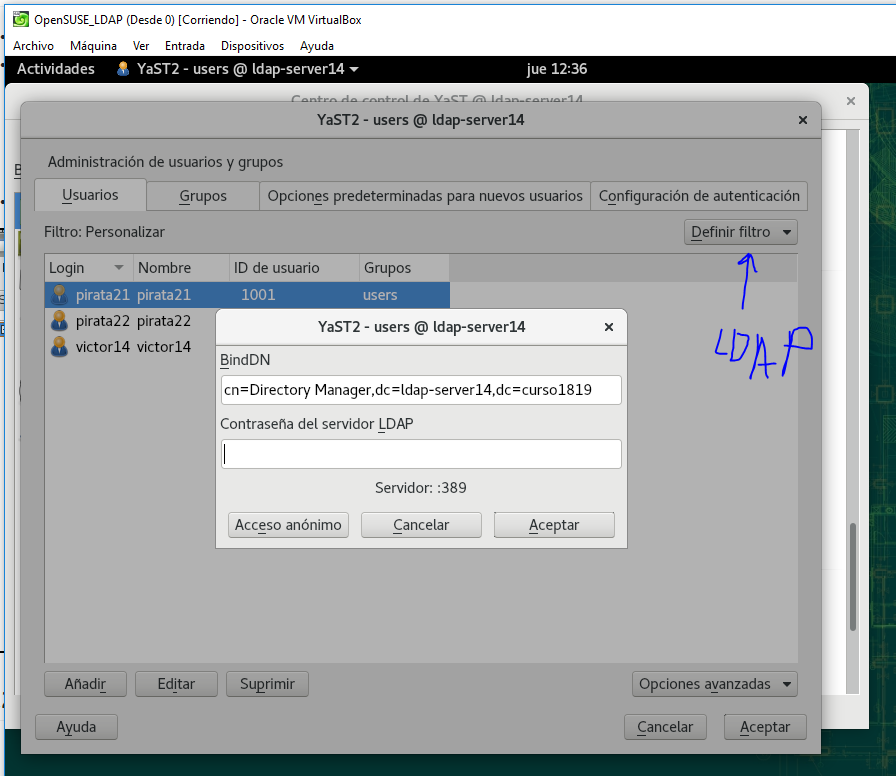 OpenSUSE_LDAP (Desde 0) [Corriendo] - Oracle VM VirtualBox
Archivo Máquina Ver Entrada Dispositivos Ayuda
Actividades YaST2 - users @ ldap-server14 jue 12:36
Centro de control de YaST @ ldap-server14
YaST2 - users @ ldap-server14
Administración de usuarios y grupos
Usuarios Grupos Opciones predeterminadas para nuevos usuarios Configuración de autenticación
Filtro: Personalizar Definir filtro
Login Nombre ID de usuario Grupos
pirata21 pirata21 1001 users
pirata22 pirata22
victor14 victor14
LDAP
YaST2 - users @ ldap-server14
BindDN
cn=Directory Manager,dc=ldap-server14,dc=curso1819
Contraseña del servidor LDAP
Servidor: :389
Acceso anónimo Cancelar Aceptar
Añadir Editar Suprimir Opciones avanzadas
Ayuda Cancelar Aceptar